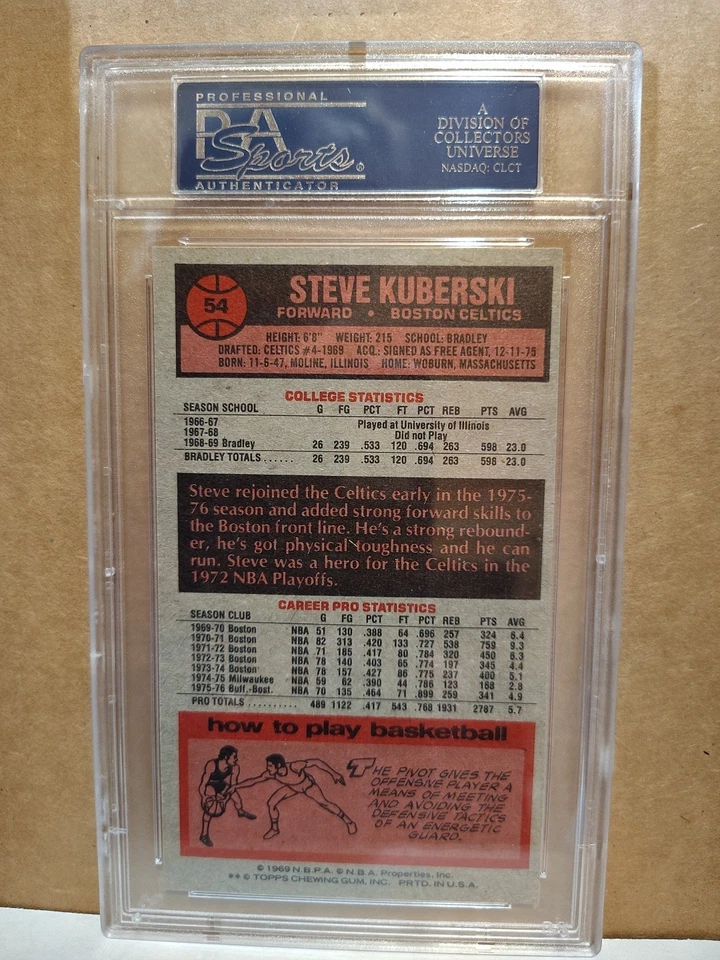 PROFESSIONAL
PSA
Sports
AUTHENTICATOR
A
DIVISION OF
COLLECTORS
UNIVERSE
NASDAQ: CLCT
54
STEVE KUBERSKI
FORWARD • BOSTON CELTICS
HEIGHT: 6'8" WEIGHT: 215 SCHOOL: BRADLEY
DRAFTED: CELTICS #4-1969 ACQ.: SIGNED AS FREE AGENT, 12-11-75
BORN: 11-6-47, MOLINE, ILLINOIS HOME: WOBURN, MASSACHUSETTS
COLLEGE STATISTICS
SEASON SCHOOL G FG PCT FT PCT REB PTS AVG
1966-67 Played at University of Illinois
1967-68 Did not Play
1968-69 Bradley 26 239 .533 120 .694 263 598 23.0
BRADLEY TOTALS...... 26 239 .533 120 .694 263 598 23.0
Steve rejoined the Celtics early in the 1975-
76 season and added strong forward skills to
the Boston front line. He's a strong rebound-
er, he's got physical toughness and he can
run. Steve was a hero for the Celtics in the
1972 NBA Playoffs.
CAREER PRO STATISTICS
SEASON CLUB G FG PCT FT PCT REB PTS AVG
1969-70 Boston NBA 51 130 .388 64 .696 257 324 6.4
1970-71 Boston NBA 82 313 .420 133 .727 538 759 9.3
1971-72 Boston NBA 71 185 .417 80 .784 320 450 6.3
1972-73 Boston NBA 78 140 .403 65 .774 197 345 4.4
1973-74 Boston NBA 78 157 .427 86 .775 237 400 5.1
1974-75 Milwaukee NBA 59 62 .390 44 .786 123 168 2.8
1975-76 Buff.-Bost. NBA 70 135 .464 71 .899 259 341 4.9
PRO TOTALS .......... 489 1122 .417 543 .768 1931 2787 5.7
how to play basketball
THE PIVOT GIVES THE
OFFENSIVE PLAYER A
MEANS OF MEETING
AND AVOIDING THE
DEFENSIVE TACTICS
OF AN ENERGETIC
GUARD.
© 1969 N.B.P.A. © N.B.A. Properties, Inc.
** © TOPPS CHEWING GUM, INC. PRTD. IN U.S.A.